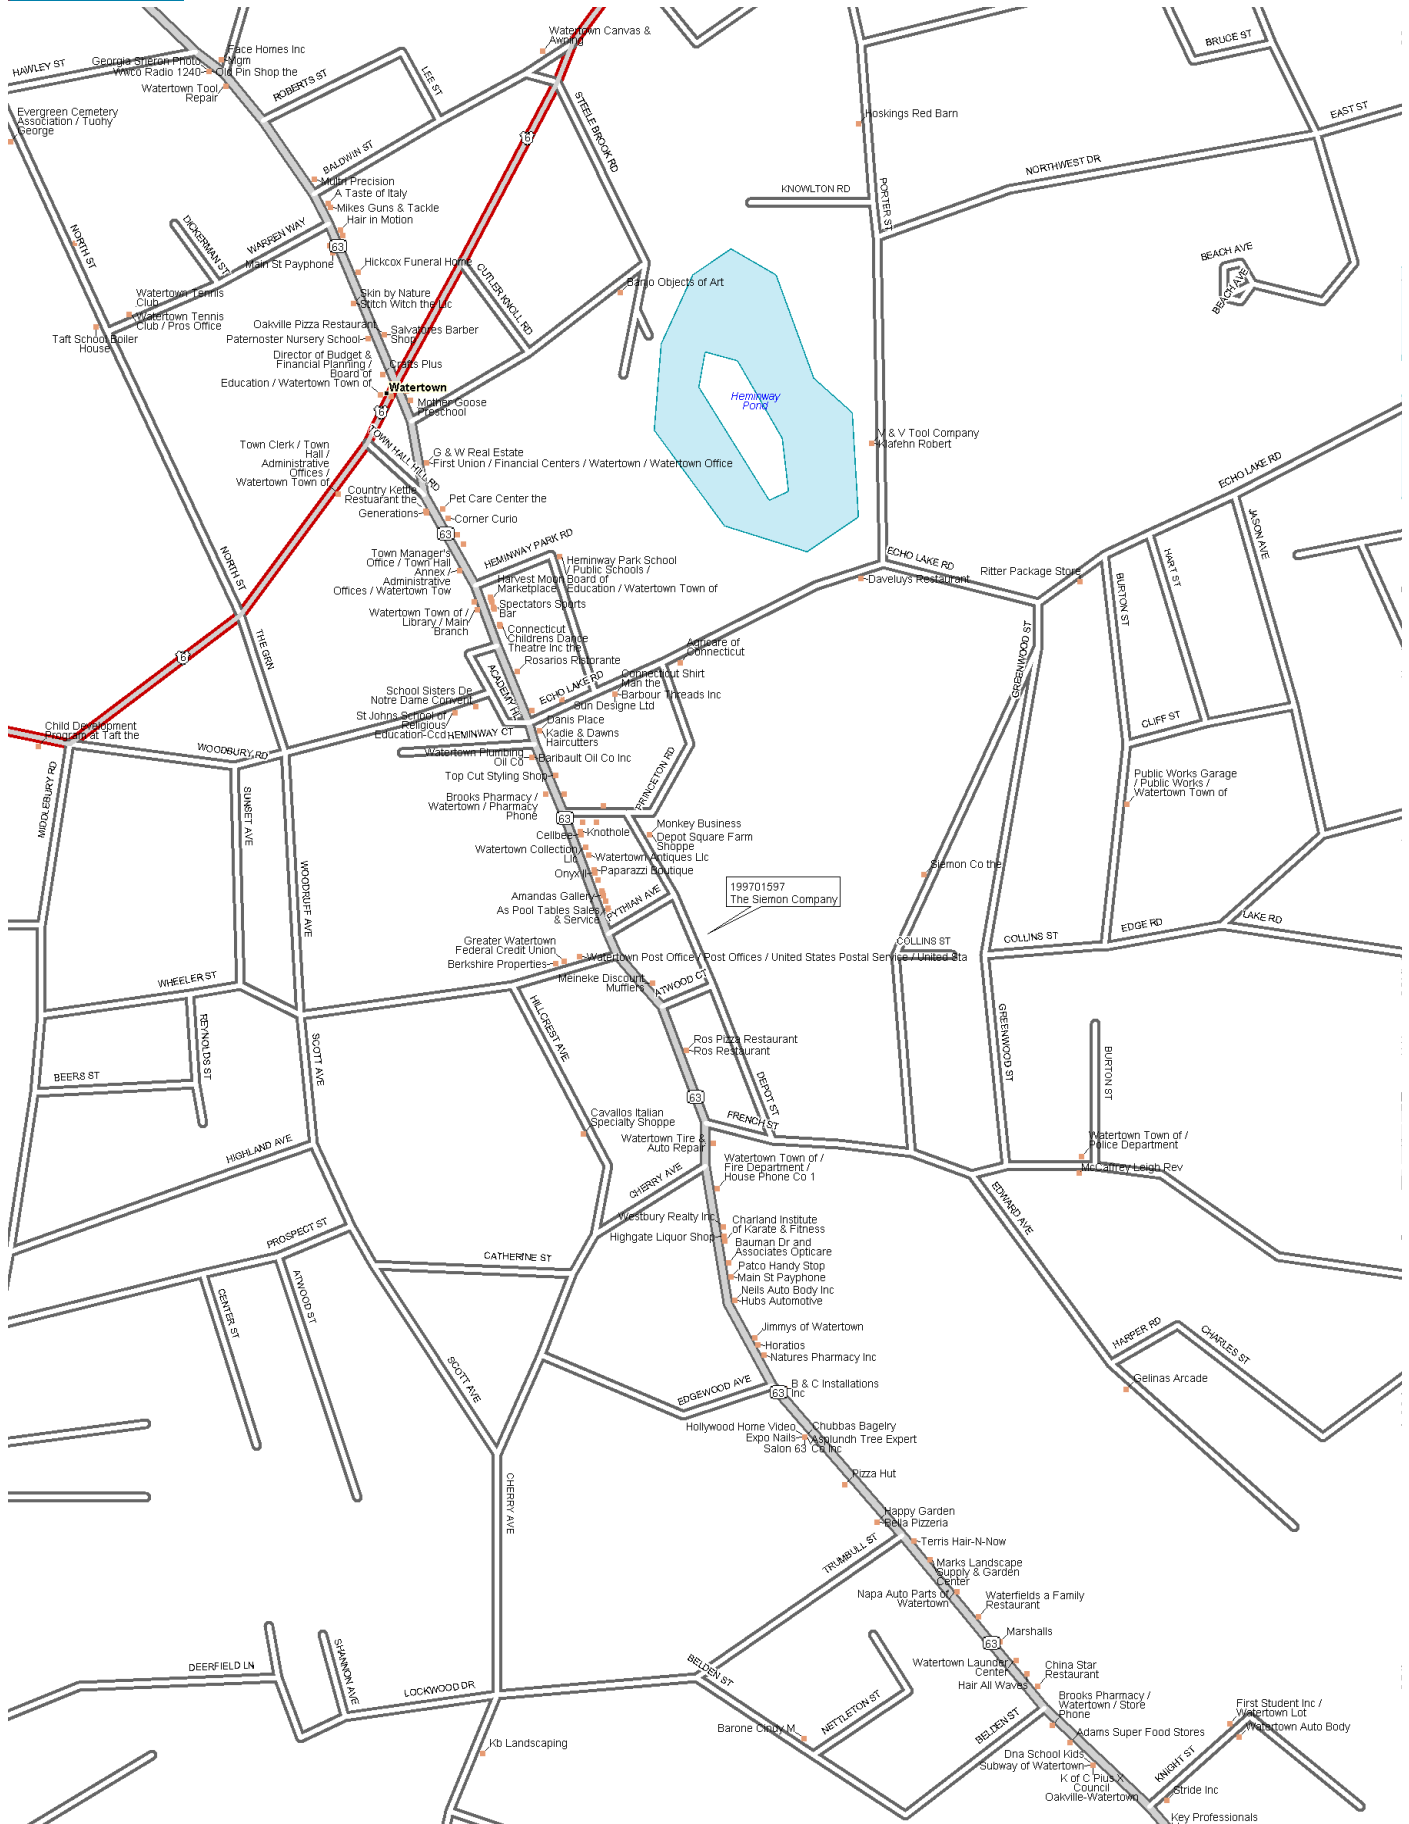 Watertown Canvas &
Awning
HAWLEY ST
Face Homes Inc
Mgm
Georgia Sheron Photo
Wwco Radio 1240
Old Pin Shop the
Watertown Tool
Repair
ROBERTS ST
LEE ST
BRUCE ST
EAST ST
Evergreen Cemetery
Association / Tuohy
George
STEELE BROOK RD
Hoskings Red Barn
6
BALDWIN ST
NORTHWEST DR
Multri Precision
A Taste of Italy
Mikes Guns & Tackle
Hair in Motion
KNOWLTON RD
PORTER ST
NORTH ST
DICKERMAN ST
WARREN WAY
63
Main St Payphone
Hickcox Funeral Home
CUTLER KNOLL RD
BEACH AVE
BEACH AVE
Banjo Objects of Art
Watertown Tennis
Club
Skin by Nature
Stitch Witch the Llc
Watertown Tennis
Club / Pros Office
Taft School Boiler
House
Oakville Pizza Restaurant
Paternoster Nursery School
Salvatores Barber
Shop
Director of Budget &
Financial Planning /
Board of
Education / Watertown Town of
Crafts Plus
Watertown
Mother Goose
Preschool
6
Heminway
Pond
TOWN HALL HILL RD
V & V Tool Company
Klafehn Robert
Town Clerk / Town
Hall /
Administrative
Offices /
Watertown Town of
G & W Real Estate
First Union / Financial Centers / Watertown / Watertown Office
ECHO LAKE RD
Country Kettle
Restuarant the
Generations
Pet Care Center the
Corner Curio
63
JASON AVE
HEMINWAY PARK RD
NORTH ST
Town Manager's
Office / Town Hall
Annex /
Administrative
Offices / Watertown Tow
Heminway Park School
/ Public Schools /
Board of
Education / Watertown Town of
ECHO LAKE RD
Daveluys Restaurant
Ritter Package Store
HART ST
BURTON ST
Harvest Moon
Marketplace
Spectators Sports
Bar
Watertown Town of /
Library / Main
Branch
Connecticut
Childrens Dance
Theatre Inc the
THE GRN
6
Rosarios Ristorante
Agricare of
Connecticut
GREENWOOD ST
School Sisters De
Notre Dame Convent
ACADEMY HL
ECHO LAKE RD
Connecticut Shirt
Man the
Barbour Threads Inc
Sun Designe Ltd
St Johns School of
Religious
Education-Ccd
Danis Place
Kadie & Dawns
Haircutters
CLIFF ST
Child Development
Program at Taft the
WOODBURY RD
HEMINWAY CT
Watertown Plumbing
Oil Co
Baribault Oil Co Inc
Top Cut Styling Shop
PRINCETON RD
MIDDLEBURY RD
SUNSET AVE
Brooks Pharmacy /
Watertown / Pharmacy
Phone
63
Public Works Garage
/ Public Works /
Watertown Town of
Knothole
Cellbee
Monkey Business
Depot Square Farm
Shoppe
Watertown Collection
Llc
Watertown Antiques Llc
WOODRUFF AVE
Onyx II
Paparazzi Boutique
Siemon Co the
Amandas Gallery
PYTHIAN AVE
199701597
The Siemon Company
As Pool Tables Sales
& Service
LAKE RD
EDGE RD
COLLINS ST
COLLINS ST
Greater Watertown
Federal Credit Union
Berkshire Properties
Watertown Post Office / Post Offices / United States Postal Service / United Sta
WHEELER ST
Meineke Discount
Mufflers
ATWOOD CT
HILLCREST AVE
REYNOLDS ST
SCOTT AVE
GREENWOOD ST
Ros Pizza Restaurant
Ros Restaurant
BEERS ST
BURTON ST
DEPOT ST
63
Cavallos Italian
Specialty Shoppe
FRENCH ST
Watertown Tire &
Auto Repair
HIGHLAND AVE
Watertown Town of /
Police Department
McCaffrey Leigh Rev
Watertown Town of /
Fire Department /
House Phone Co 1
CHERRY AVE
EDWARD AVE
PROSPECT ST
Westbury Realty Inc
Charland Institute
of Karate & Fitness
Highgate Liquor Shop
Bauman Dr and
Associates Opticare
CATHERINE ST
Patco Handy Stop
Main St Payphone
ATWOOD ST
CENTER ST
Nells Auto Body Inc
Hubs Automotive
Jimmys of Watertown
Horatios
Natures Pharmacy Inc
HARPER RD
CHARLES ST
SCOTT AVE
EDGEWOOD AVE
63
B & C Installations
Inc
Gelinas Arcade
Hollywood Home Video
Expo Nails
Salon 63
Chubbas Bagelry
Asplundh Tree Expert
Co Inc
CHERRY AVE
Pizza Hut
Happy Garden
Bella Pizzeria
TRUMBULL ST
Terris Hair-N-Now
Marks Landscape
Supply & Garden
Center
Napa Auto Parts of
Watertown
Waterfields a Family
Restaurant
63
Marshalls
DEERFIELD LN
SHANNON AVE
BELDEN ST
Watertown Launder
Center
China Star
Restaurant
Hair All Waves
LOCKWOOD DR
NETTLETON ST
Brooks Pharmacy /
Watertown / Store
Phone
BELDEN ST
Barone Cindy M
First Student Inc /
Watertown Lot
Watertown Auto Body
Adams Super Food Stores
Kb Landscaping
Dna School Kids
Subway of Watertown
KNIGHT ST
K of C Pius X
Council
Oakville-Watertown
Stride Inc
Key Professionals